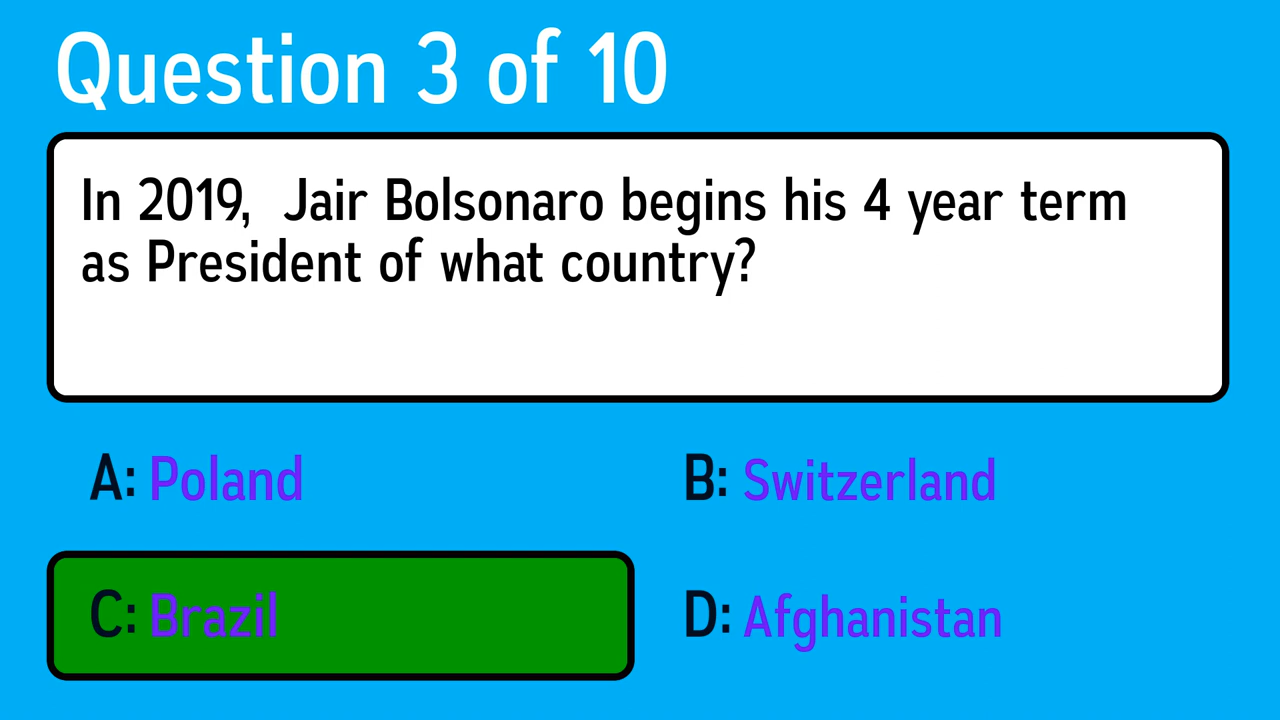 Question 3 of 10
In 2019,  Jair Bolsonaro begins his 4 year term
as President of what country?
A: Poland
B: Switzerland
C: Brazil
D: Afghanistan